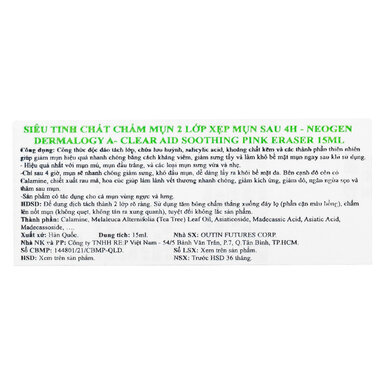 SIÊU TINH CHẤT CHẤM MỤN 2 LỚP XẸP MỤN SAU 4H - NEOGEN
DERMALOGY A- CLEAR AID SOOTHING PINK ERASER 15ML
Công dụng: Công thức độc đáo tách lớp, chứa lưu huỳnh, salicylic acid, khoáng chất kẽm và các thành phần thiên nhiên
giúp giảm mụn hiệu quả nhanh chóng bằng cách kháng viêm, giảm sưng tấy và làm khô bề mặt mụn ngay sau khi sử dụng.
- Hiệu quả nhất với mụn mủ, mụn đầu trắng, và các loại mụn mọc đơn lẻ.
-Chỉ sau 4 giờ, mụn sẽ nhanh chóng giảm sưng, khô đầu mụn, dễ dàng lấy ra khỏi bề mặt da. Bên cạnh đó còn có
Calamine, chiết xuất rau má, hoa cúc giúp làm lành vết thương nhanh chóng, giảm kích ứng, giảm đỏ, ngăn ngừa sẹo và
thâm sau mụn.
Sản phẩm có tác dụng cho cả mụn vùng ngực và lưng.
HDSD: Để dung dịch tách thành 2 lớp rõ ràng. Sử dụng tăm bông chấm thẳng xuống đáy lọ (phần cặn màu hồng), chấm
lên nốt mụn (không quẹt, không tán ra xung quanh), tuyệt đối không lắc sản phẩm.
Thành phần: Calamine, Melaleuca Alternifolia (Tea Tree) Leaf Oil, Asiaticoside, Madecassic Acid, Asiatic Acid,
Madecassoside, ....
Xuất xứ: Hàn Quốc. Dung tích: 15ml. Nhà SX: OUTIN FUTURES CORP.
Nhà NK và PP: Công ty TNHH RE:P Việt Nam - 54/5 Bành Văn Trân, P.7, Q.Tân Bình, TP.HCM.
Số CBMP: 144801/21/CBMP-QLD. Số LSX: Xem trên sản phẩm.
HSD: Xem trên sản phẩm. NSX: Trước HSD 36 tháng.